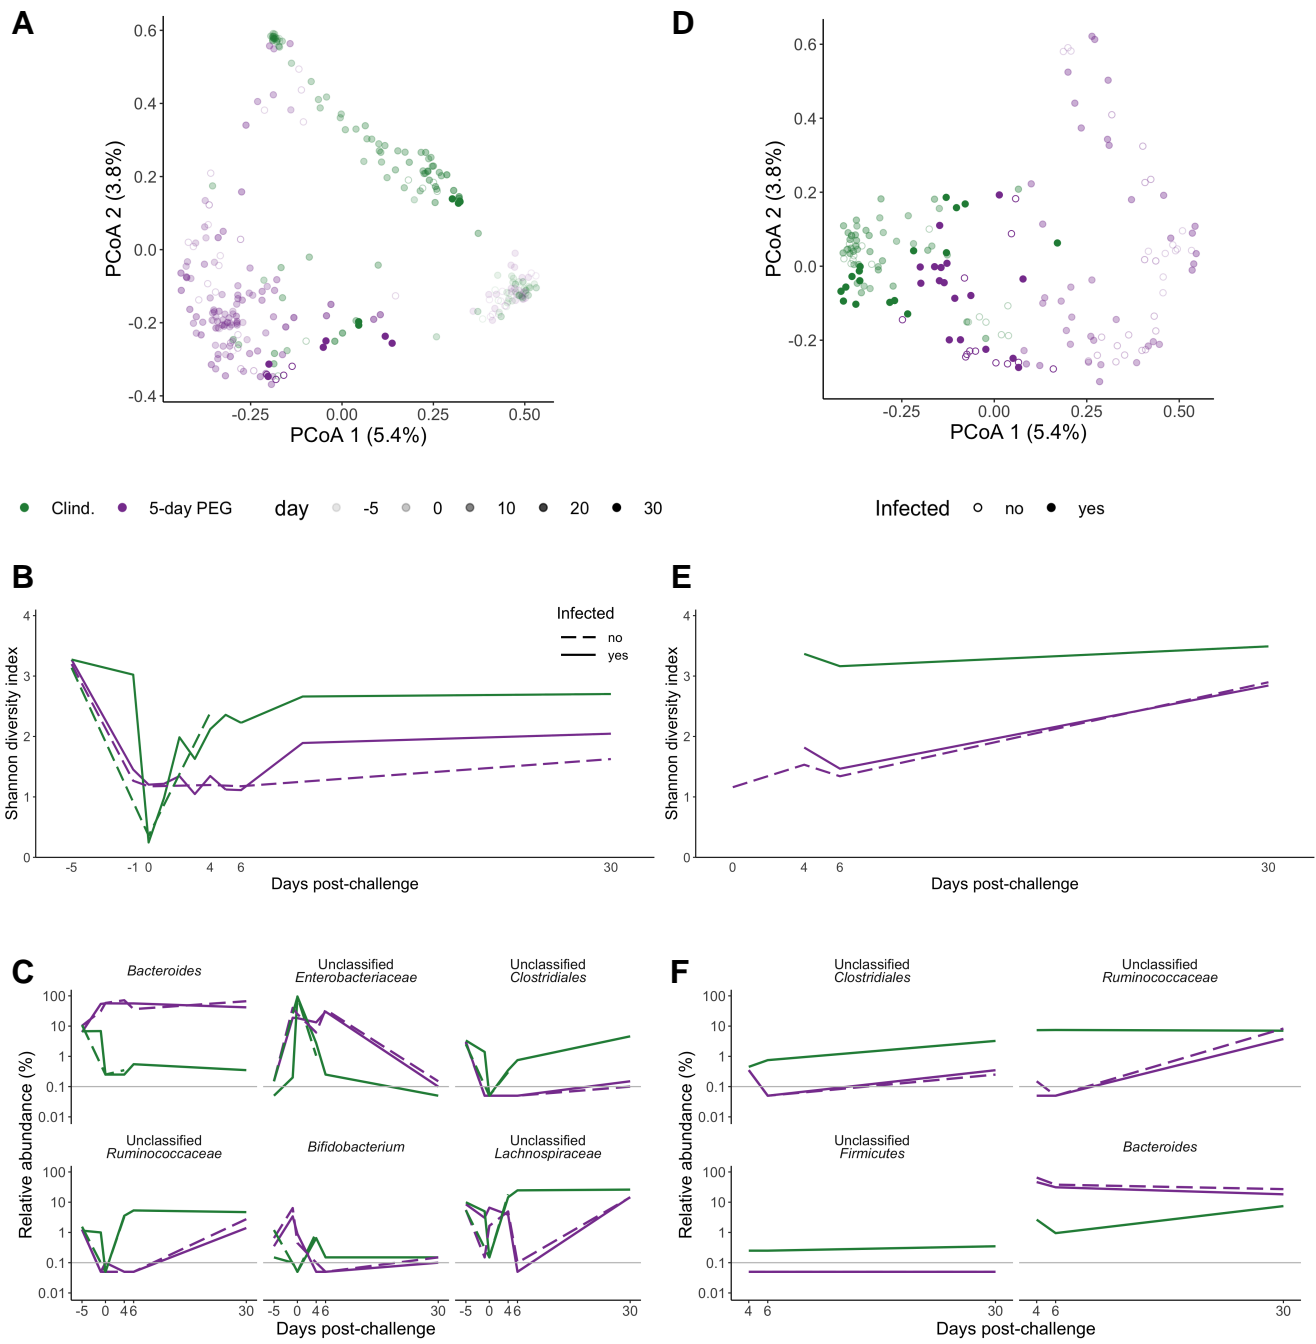 A
0.6
0.4
0.2
0.0
-0.2
-0.4
PCoA 2 (3.8%)
-0.25 0.00 0.25 0.50
PCoA 1 (5.4%)
D
0.6
0.4
0.2
0.0
-0.2
PCoA 2 (3.8%)
-0.25 0.00 0.25 0.50
PCoA 1 (5.4%)
Clind. 5-day PEG day -5 0 10 20 30
Infected no yes
B
4
3
2
1
0
Shannon diversity index
Infected
no
yes
-5 -1 0 4 6 30
Days post-challenge
E
4
3
2
1
0
Shannon diversity index
0 4 6 30
Days post-challenge
C
Relative abundance (%)
Bacteroides
Unclassified
Enterobacteriaceae
Unclassified
Clostridiales
100
10
1
0.1
0.01
Unclassified
Ruminococcaceae
Bifidobacterium
Unclassified
Lachnospiraceae
100
10
1
0.1
0.01
-5 0 4 6 30
-5 0 4 6 30
-5 0 4 6 30
Days post-challenge
F
Relative abundance (%)
Unclassified
Clostridiales
Unclassified
Ruminococcaceae
100
10
1
0.1
0.01
Unclassified
Firmicutes
Bacteroides
100
10
1
0.1
0.01
4 6 30
4 6 30
Days post-challenge